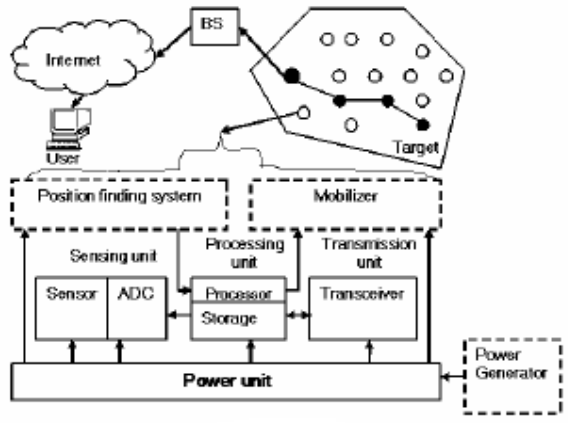 BS
Internet
User
Target
Position finding system
Mobilizer
Sensing unit
Processing
unit
Transmission
unit
Sensor
ADC
Processor
Storage
Transceiver
Power unit
Power
Generator